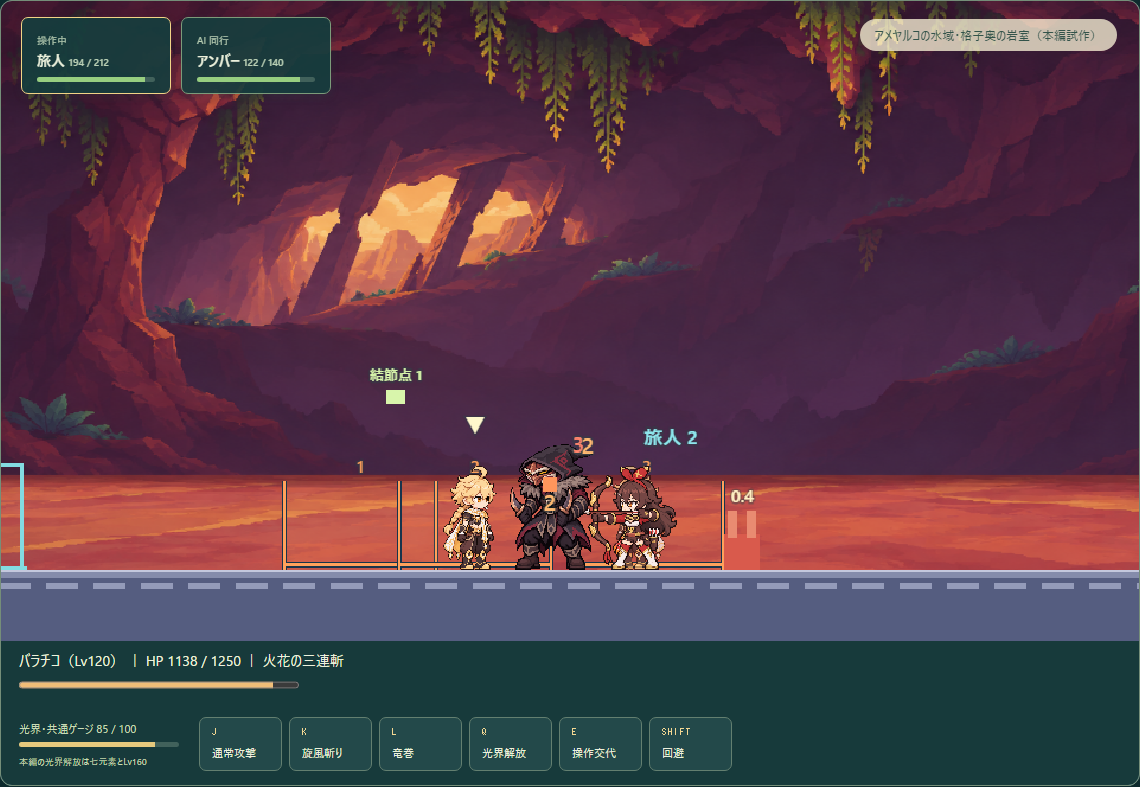 操作中
旅人 194 / 212
AI 同行
アンバー 122 / 140
アメヤルコの水域・格子奥の岩室（本編試作）
結節点 1
旅人 2
32
1
2
3
2
0.4
パラチコ（Lv120） | HP 1138 / 1250 | 火花の三連斬
光界・共通ゲージ 85 / 100
本編の光界解放は七元素とLv160
J
通常攻撃
K
旋風斬り
L
竜巻
Q
光界解放
E
操作交代
SHIFT
回避